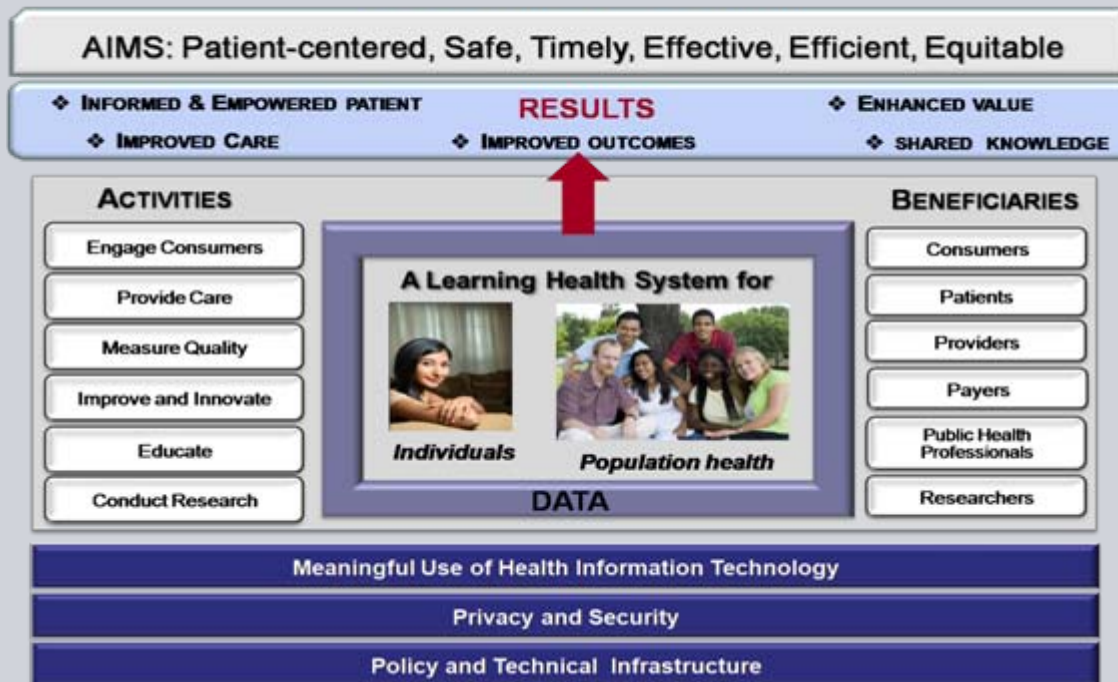 AIMS: Patient-centered, Safe, Timely, Effective, Efficient, Equitable
❖ INFORMED & EMPOWERED PATIENT
RESULTS
❖ ENHANCED VALUE
❖ IMPROVED CARE
❖ IMPROVED OUTCOMES
❖ SHARED KNOWLEDGE
ACTIVITIES
Engage Consumers
Provide Care
Measure Quality
Improve and Innovate
Educate
Conduct Research
A Learning Health System for
Individuals
Population health
DATA
BENEFICIARIES
Consumers
Patients
Providers
Payers
Public Health
Professionals
Researchers
Meaningful Use of Health Information Technology
Privacy and Security
Policy and Technical Infrastructure